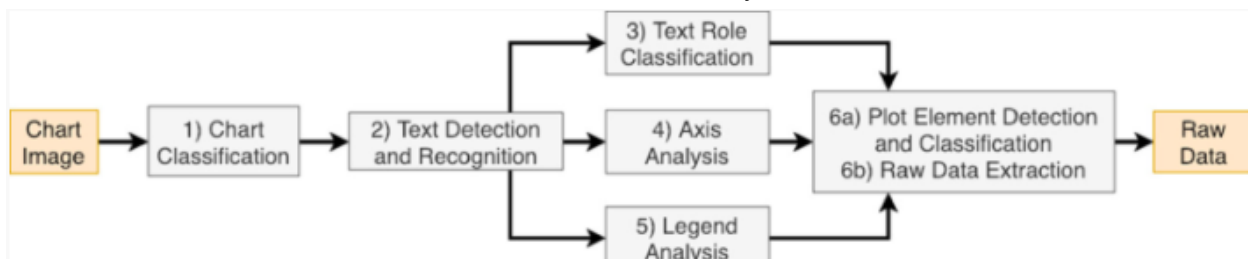 Chart
Image
1) Chart
Classification
2) Text Detection
and Recognition
3) Text Role
Classification
4) Axis
Analysis
5) Legend
Analysis
6a) Plot Element Detection
and Classification
6b) Raw Data Extraction
Raw
Data